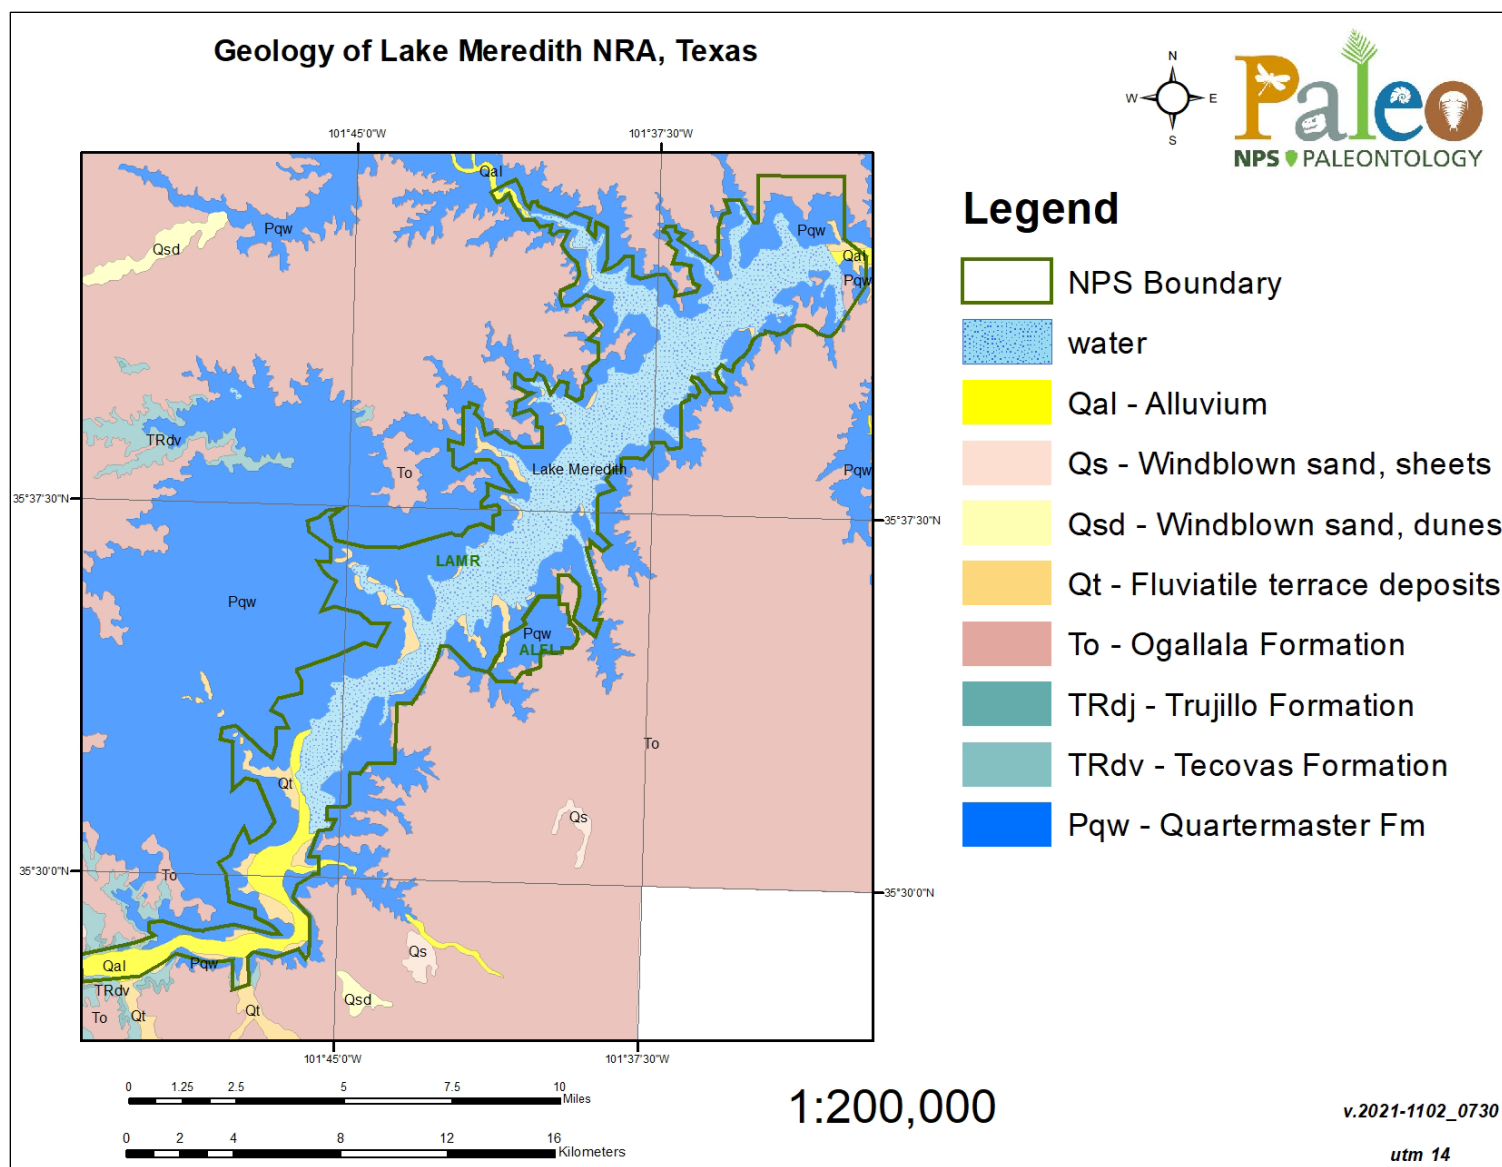 Geology of Lake Meredith NRA, Texas
N
W E
S
Paleo
NPS PALEONTOLOGY
101°45'0"W 101°37'30"W
Qal
Pqw
Qsd
Pqw
Qal
Pqw
TRdv
To
Lake Meredith
Pqw
35°37'30"N
35°37'30"N
LAMR
Pqw
Pqw
ALFL
To
Qt
Qs
To
35°30'0"N
35°30'0"N
Qs
Qal
Pqw
TRdv
Qsd
To
Qt
Qt
101°45'0"W 101°37'30"W
Legend
NPS Boundary
water
Qal - Alluvium
Qs - Windblown sand, sheets
Qsd - Windblown sand, dunes
Qt - Fluviatile terrace deposits
To - Ogallala Formation
TRdj - Trujillo Formation
TRdv - Tecovas Formation
Pqw - Quartermaster Fm
0 1.25 2.5 5 7.5 10
Miles
0 2 4 8 12 16
Kilometers
1:200,000
v.2021-1102_0730
utm 14